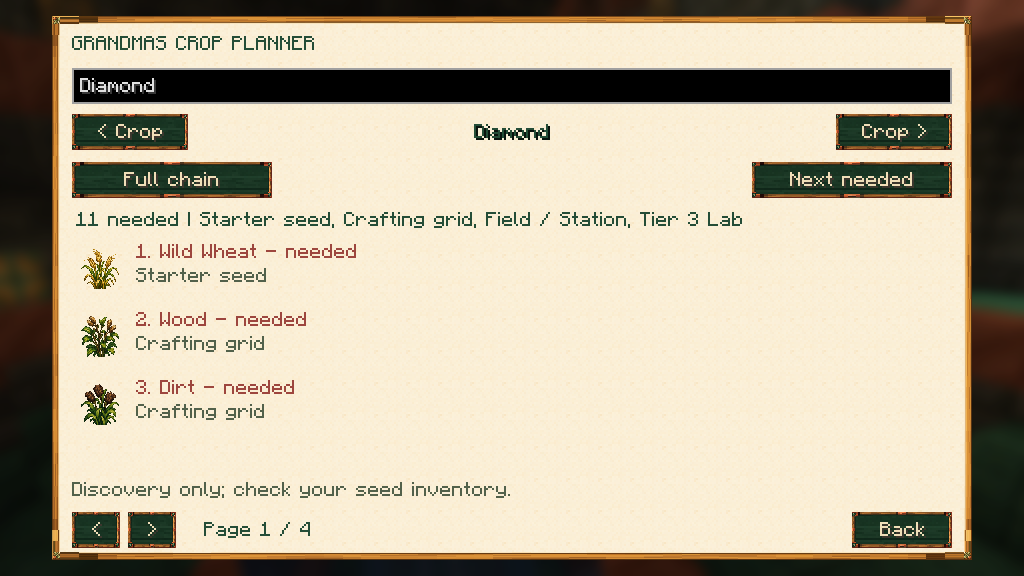 GRANDMAS CROP PLANNER
Diamond
< Crop
Diamond
Crop >
Full chain
Next needed
11 needed | Starter seed, Crafting grid, Field / Station, Tier 3 Lab
1. Wild Wheat - needed
Starter seed
2. Wood - needed
Crafting grid
3. Dirt - needed
Crafting grid
Discovery only; check your seed inventory.
< > Page 1 / 4
Back